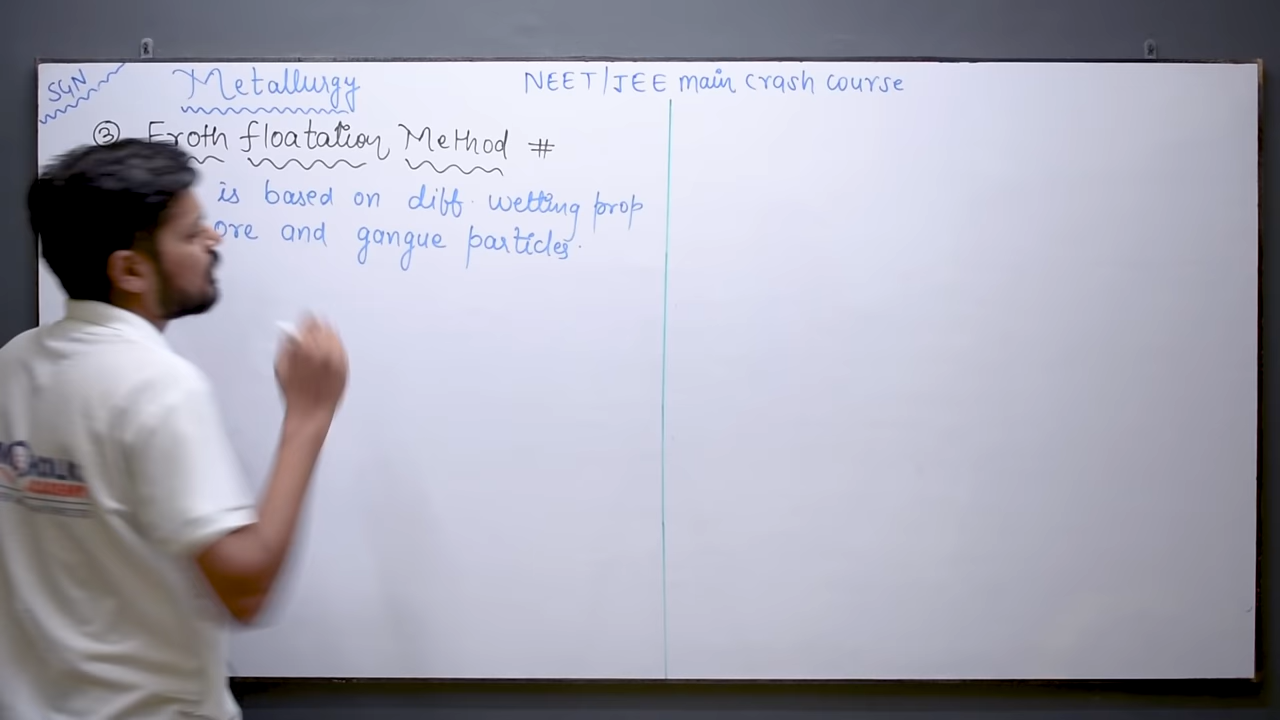 SGN
Metallurgy
NEET/JEE main crash course
③ Froth floatation Method #
is based on diff. wetting prop
ore and gangue particles.